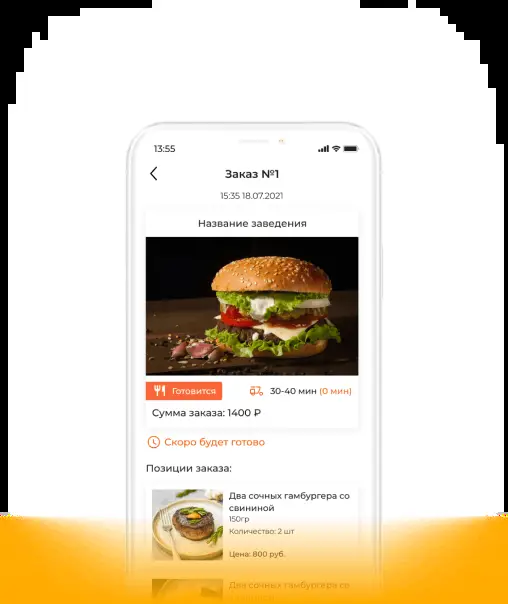 13:55
Заказ №1
15:35 18.07.2021
Название заведения
Готовится
30-40 мин (0 мин)
Сумма заказа: 1400 ₽
Скоро будет готово
Позиции заказа:
Два сочных гамбургера со
свининой
150гр
Количество: 2 шт
Цена: 800 руб.
Два сочных гамбургера со